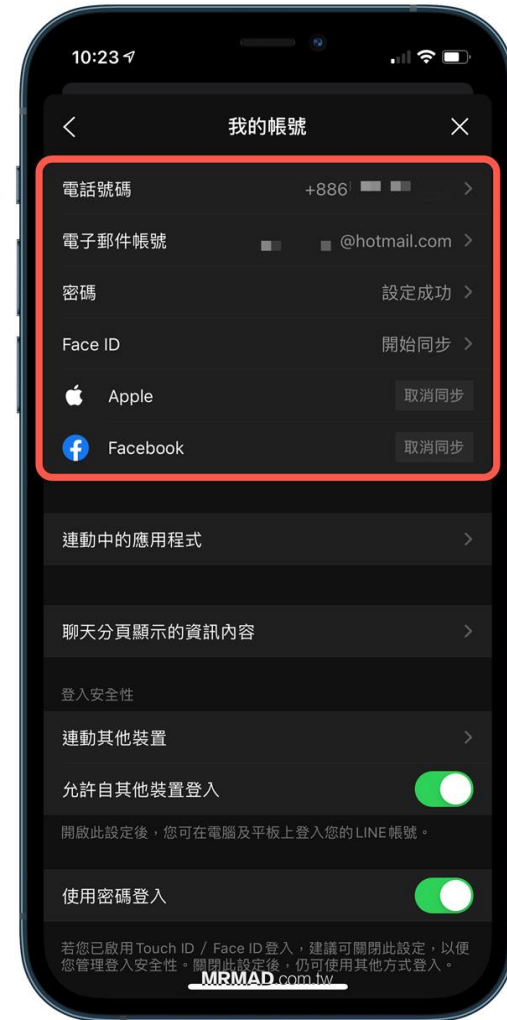 10:23
我的帳號
電話號碼 +886
電子郵件帳號 @hotmail.com
密碼 設定成功
Face ID 開始同步
Apple 取消同步
Facebook 取消同步
連動中的應用程式
聊天分頁顯示的資訊內容
登入安全性
連動其他裝置
允許自其他裝置登入
開啟此設定後，您可在電腦及平板上登入您的LINE帳號。
使用密碼登入
若您已啟用Touch ID / Face ID登入，建議可關閉此設定，以便
您管理登入安全性。關閉此設定後，仍可使用其他方式登入。
MRMAD.com.tw